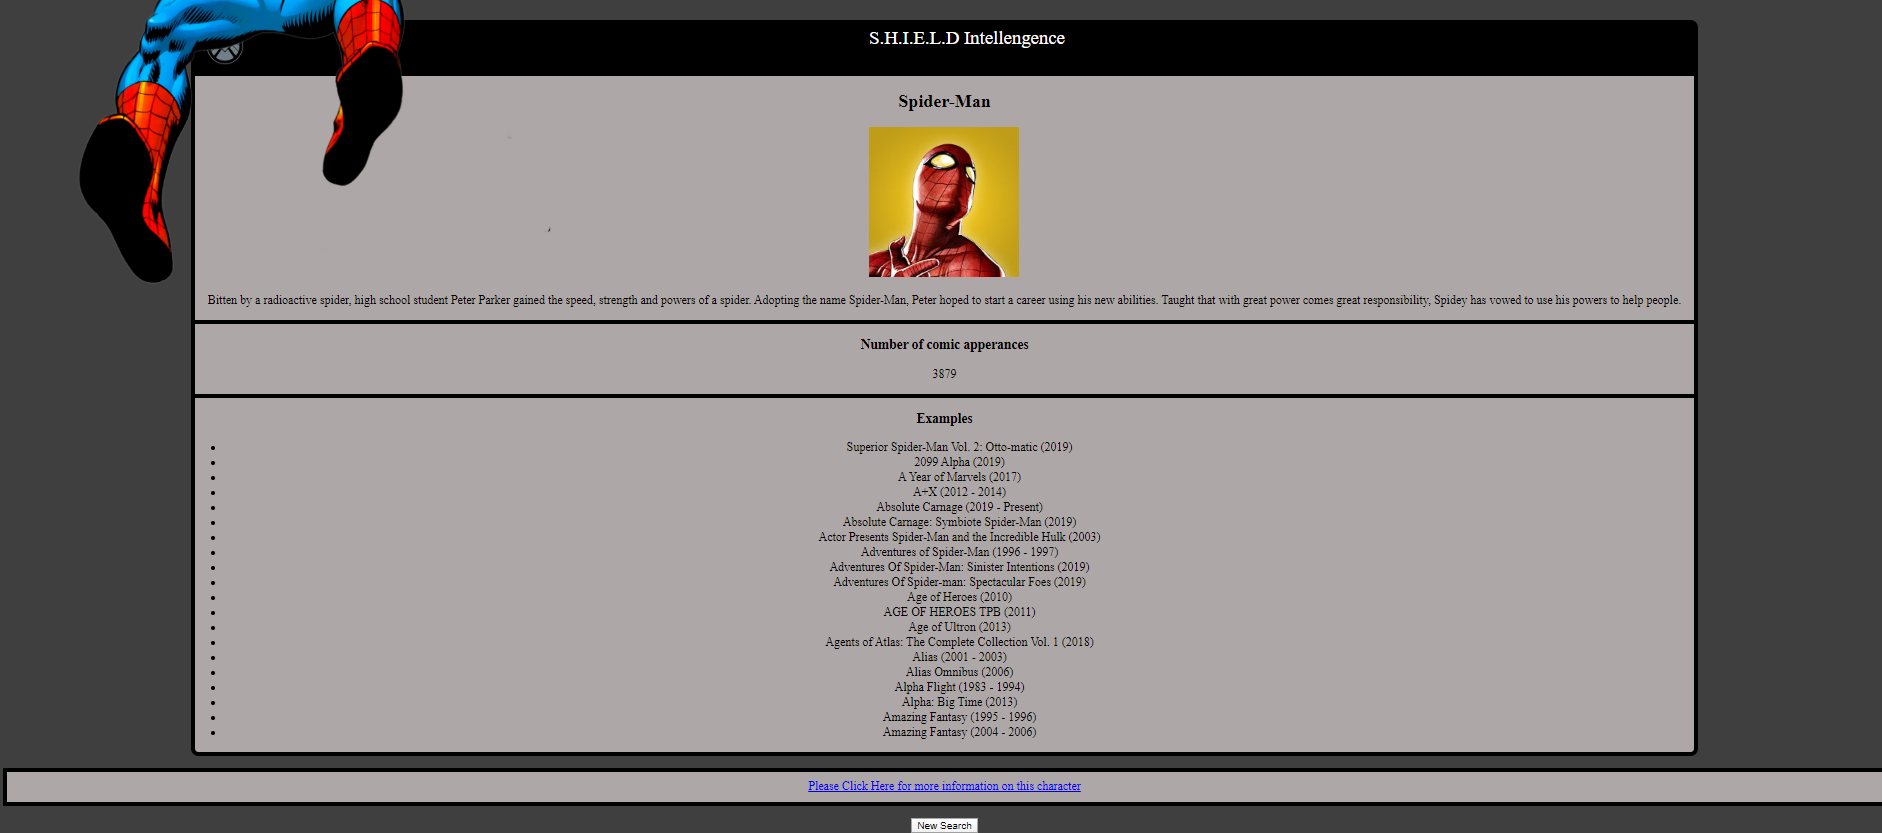 S.H.I.E.L.D Intellengence
Spider-Man
Bitten by a radioactive spider, high school student Peter Parker gained the speed, strength and powers of a spider. Adopting the name Spider-Man, Peter hoped to start a career using his new abilities. Taught that with great power comes great responsibility, Spidey has vowed to use his powers to help people.
Number of comic apperances
3879
Examples
Superior Spider-Man Vol. 2: Otto-matic (2019)
2099 Alpha (2019)
A Year of Marvels (2017)
A+X (2012 - 2014)
Absolute Carnage (2019 - Present)
Absolute Carnage: Symbiote Spider-Man (2019)
Actor Presents Spider-Man and the Incredible Hulk (2003)
Adventures of Spider-Man (1996 - 1997)
Adventures Of Spider-Man: Sinister Intentions (2019)
Adventures Of Spider-man: Spectacular Foes (2019)
Age of Heroes (2010)
AGE OF HEROES TPB (2011)
Age of Ultron (2013)
Agents of Atlas: The Complete Collection Vol. 1 (2018)
Alias (2001 - 2003)
Alias Omnibus (2006)
Alpha Flight (1983 - 1994)
Alpha: Big Time (2013)
Amazing Fantasy (1995 - 1996)
Amazing Fantasy (2004 - 2006)
Please Click Here for more information on this character
New Search